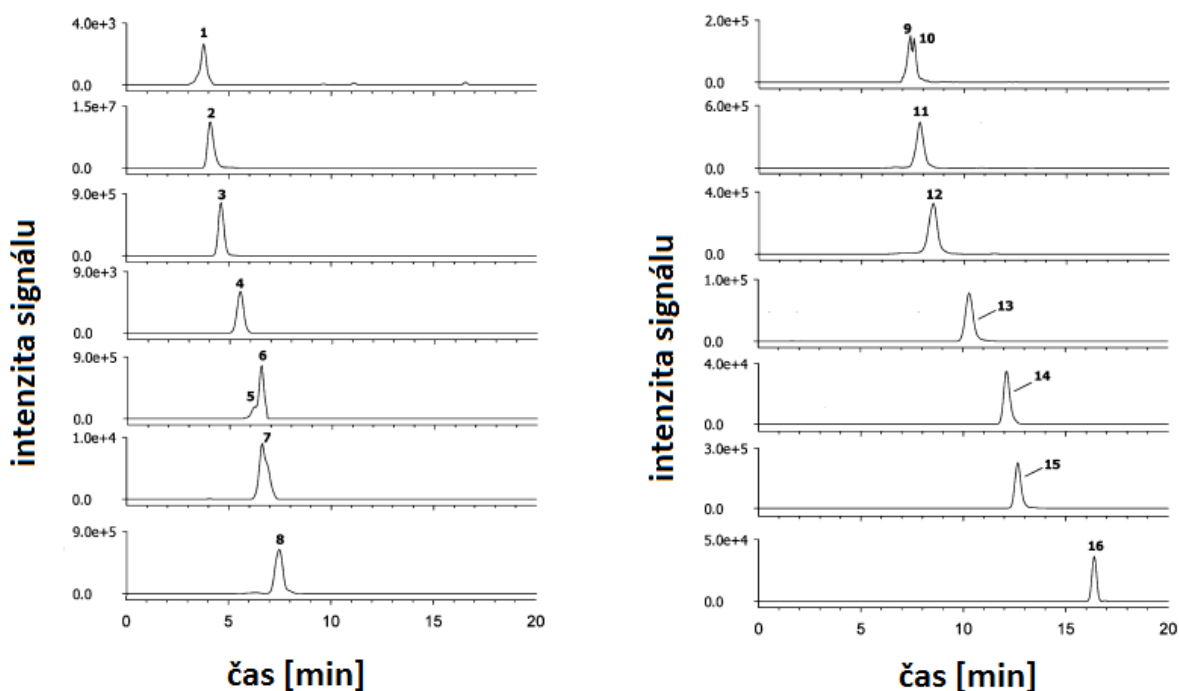 4.0e+3
1
0.0
1.5e+7
2
0.0
9.0e+5
3
0.0
9.0e+3
4
0.0
9.0e+5
6
5
0.0
1.0e+4
7
0.0
9.0e+5
8
0.0
0 5 10 15 20
intenzita signálu
čas [min]
2.0e+5
9
10
0.0
6.0e+5
11
0.0
4.0e+5
12
0.0
1.0e+5
13
0.0
4.0e+4
14
0.0
3.0e+5
15
0.0
5.0e+4
16
0.0
0 5 10 15 20
intenzita signálu
čas [min]